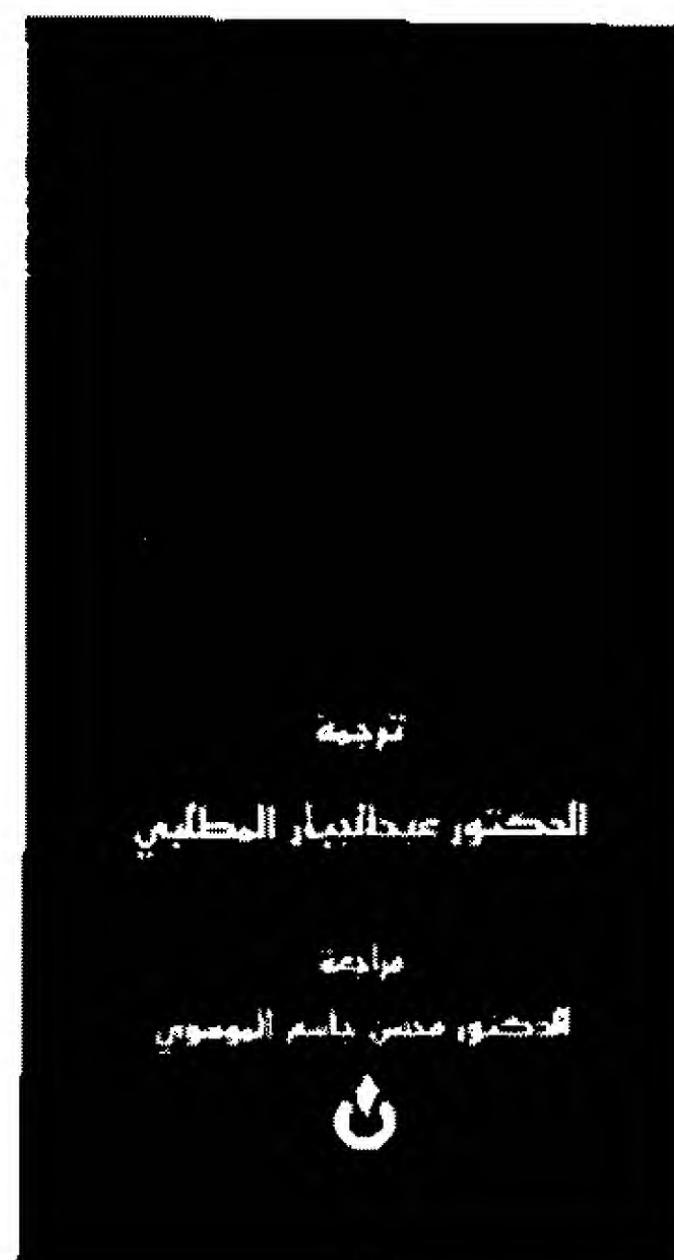 ترجمة
الدكتور عبدالجبار المطلبي
مراجعة
الدكتور محسن جاسم الموسوي